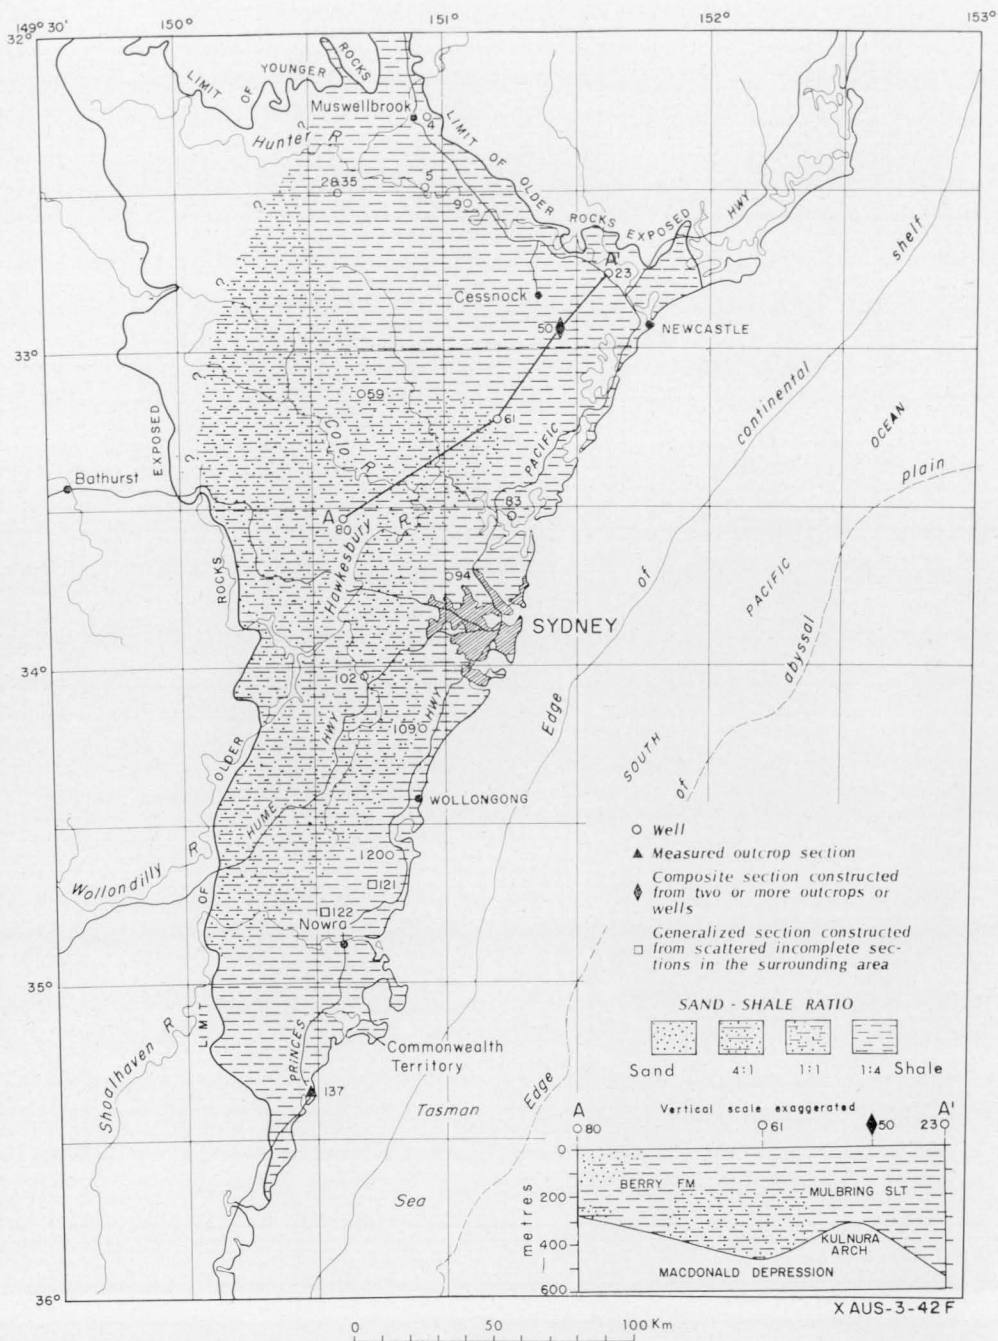 149° 30'
150°
151°
152°
153°
32°
LIMIT OF YOUNGER ROCKS
Muswellbrook
4
Hunter R
?
LIMIT OF OLDER ROCKS EXPOSED
HWY
2835
5
9
shelf
?
A'
23
Cessnock
?
50
NEWCASTLE
33°
?
59
continental
OCEAN
61
Colo R
PACIFIC
EXPOSED
?
plain
Bathurst
83
A
80
Hawkesbury R
94
of
PACIFIC
ROCKS
SYDNEY
abyssal
34°
102
HWY
HWY
109
Edge
SOUTH
OLDER
of
WOLLONGONG
HUME
Well
Measured outcrop section
Wollondilly R
120
Composite section constructed
from two or more outcrops or
wells
121
OF
122
Nowra
Generalized section constructed
from scattered incomplete sec-
tions in the surrounding area
35°
SAND - SHALE RATIO
LIMIT
PRINCES
Shoalhaven R
Commonwealth
Territory
Sand 4:1 1:1 1:4 Shale
137
Edge
Tasman
Vertical scale exaggerated
A A'
80 61 50 23
0
BERRY FM
MULBRING SLT
200
Sea
metres
KULNURA
ARCH
400
MACDONALD DEPRESSION
600
36°
X AUS-3-42 F
0 50 100 Km